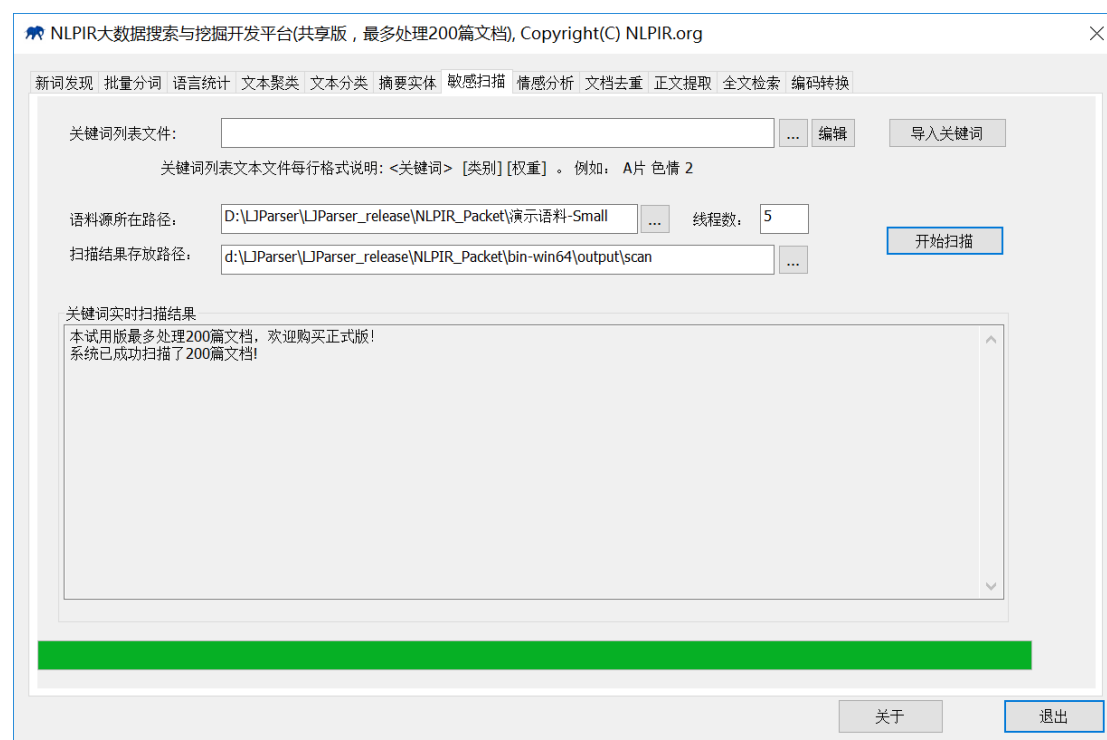 NLPIR大数据搜索与挖掘开发平台(共享版，最多处理200篇文档), Copyright(C) NLPIR.org
新词发现 批量分词 语言统计 文本聚类 文本分类 摘要实体 敏感扫描 情感分析 文档去重 正文提取 全文检索 编码转换
关键词列表文件: ... 编辑 导入关键词
关键词列表文本文件每行格式说明: <关键词> [类别] [权重] 。 例如： A片 色情 2
语料源所在路径: D:\LJParser\LJParser_release\NLPIR_Packet\演示语料-Small ... 线程数: 5
开始扫描
扫描结果存放路径: d:\LJParser\LJParser_release\NLPIR_Packet\bin-win64\output\scan ...
关键词实时扫描结果
本试用版最多处理200篇文档，欢迎购买正式版!
系统已成功扫描了200篇文档!
关于 退出